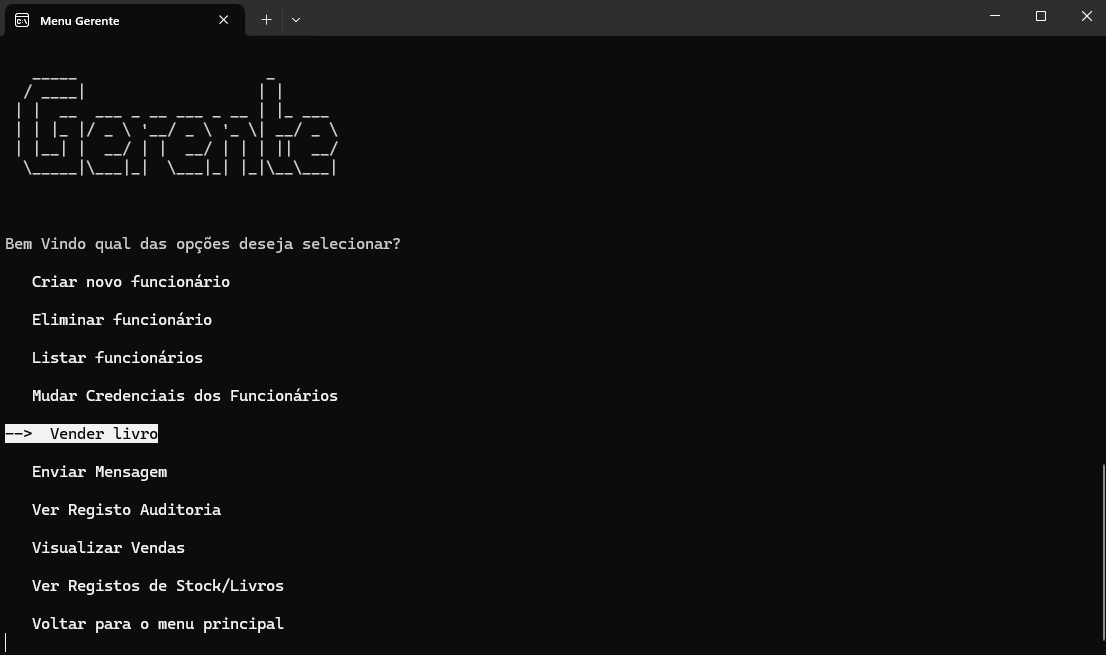 Menu Gerente
Gerente
Bem Vindo qual das opções deseja selecionar?
Criar novo funcionário
Eliminar funcionário
Listar funcionários
Mudar Credenciais dos Funcionários
--> Vender livro
Enviar Mensagem
Ver Registo Auditoria
Visualizar Vendas
Ver Registos de Stock/Livros
Voltar para o menu principal